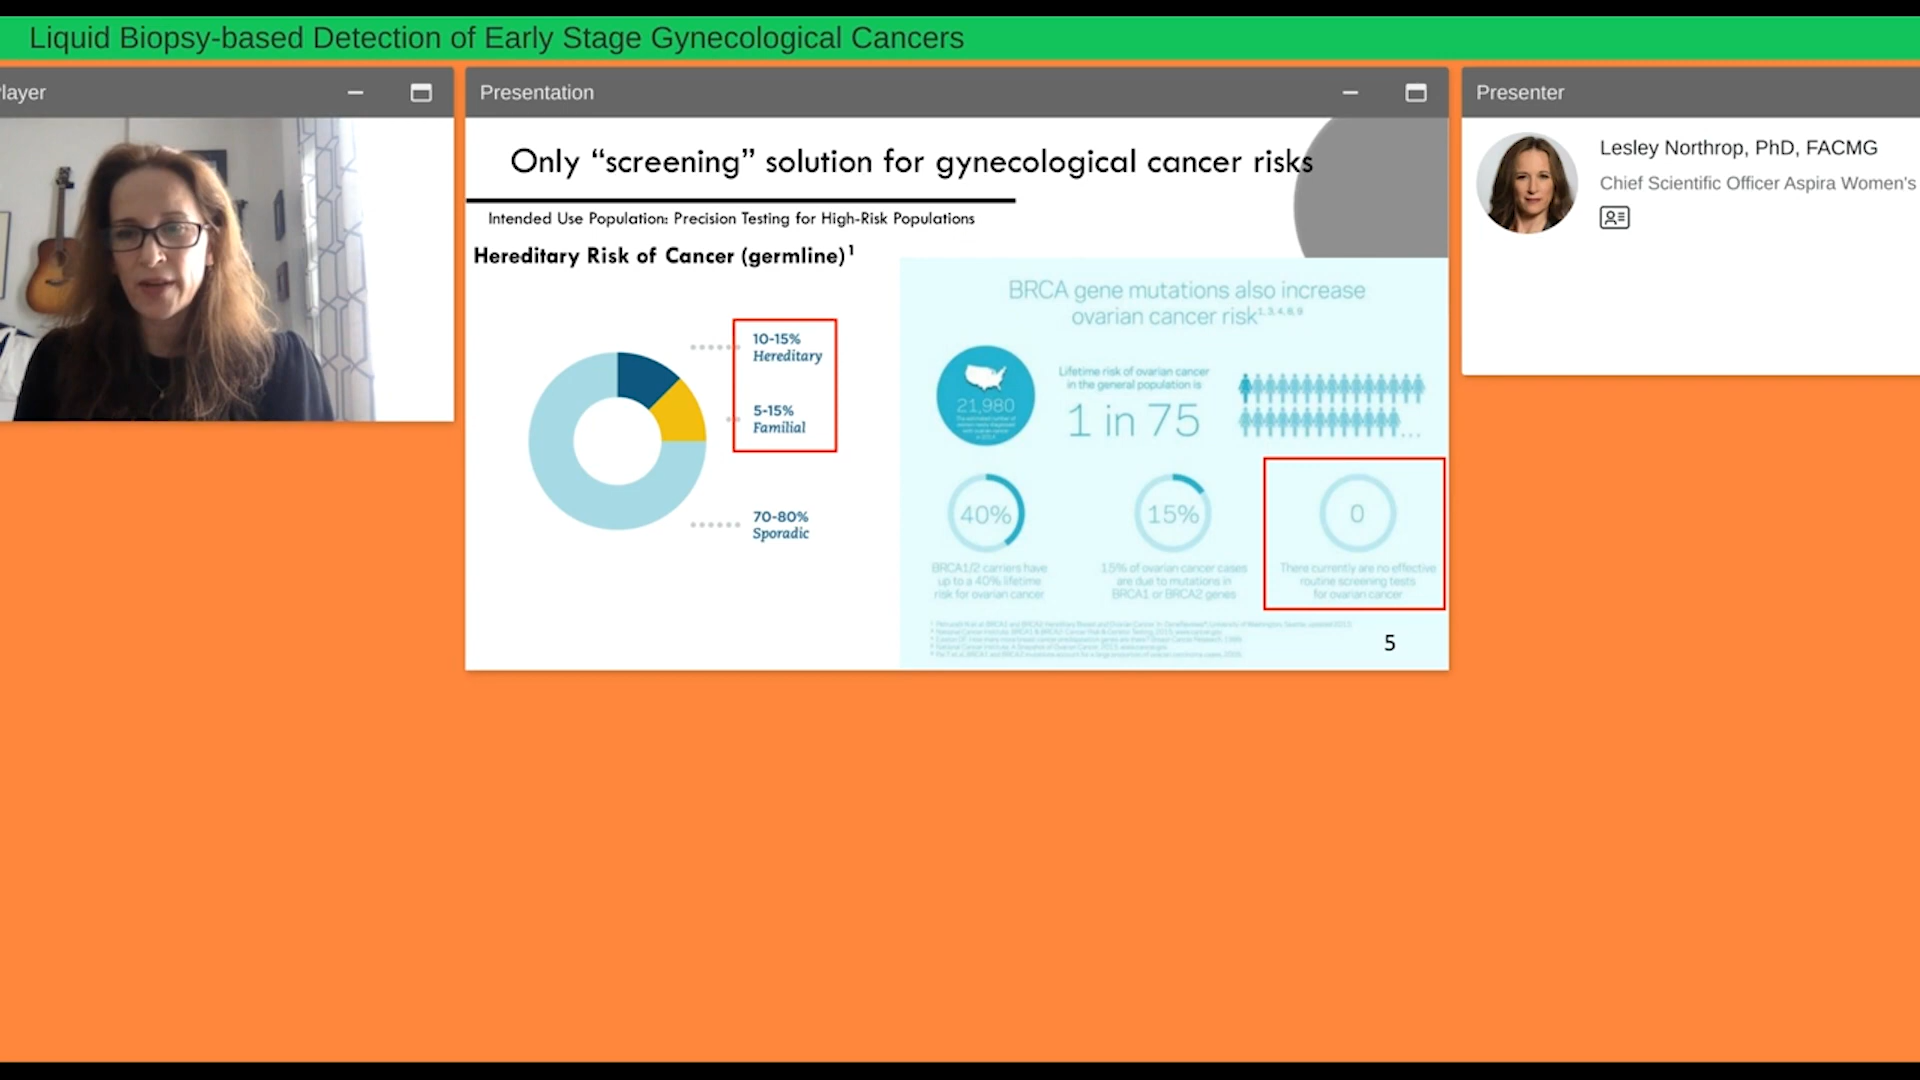 Liquid Biopsy-based Detection of Early Stage Gynecological Cancers
layer
Presentation
Presenter
Only “screening” solution for gynecological cancer risks
Intended Use Population: Precision Testing for High-Risk Populations
Hereditary Risk of Cancer (germline)1
10-15%
Hereditary
5-15%
Familial
70-80%
Sporadic
BRCA gene mutations also increase
ovarian cancer risk1, 3, 4, 8, 9
21,980
Lifetime risk of ovarian cancer
in the general population is
1 in 75
40%
BRCA1/2 carriers have
up to a 40% lifetime
risk for ovarian cancer
15%
15% of ovarian cancer cases
are due to mutations in
BRCA1 or BRCA2 genes
0
There currently are no effective
routine screening tests
for ovarian cancer
5
Lesley Northrop, PhD, FACMG
Chief Scientific Officer Aspira Women's